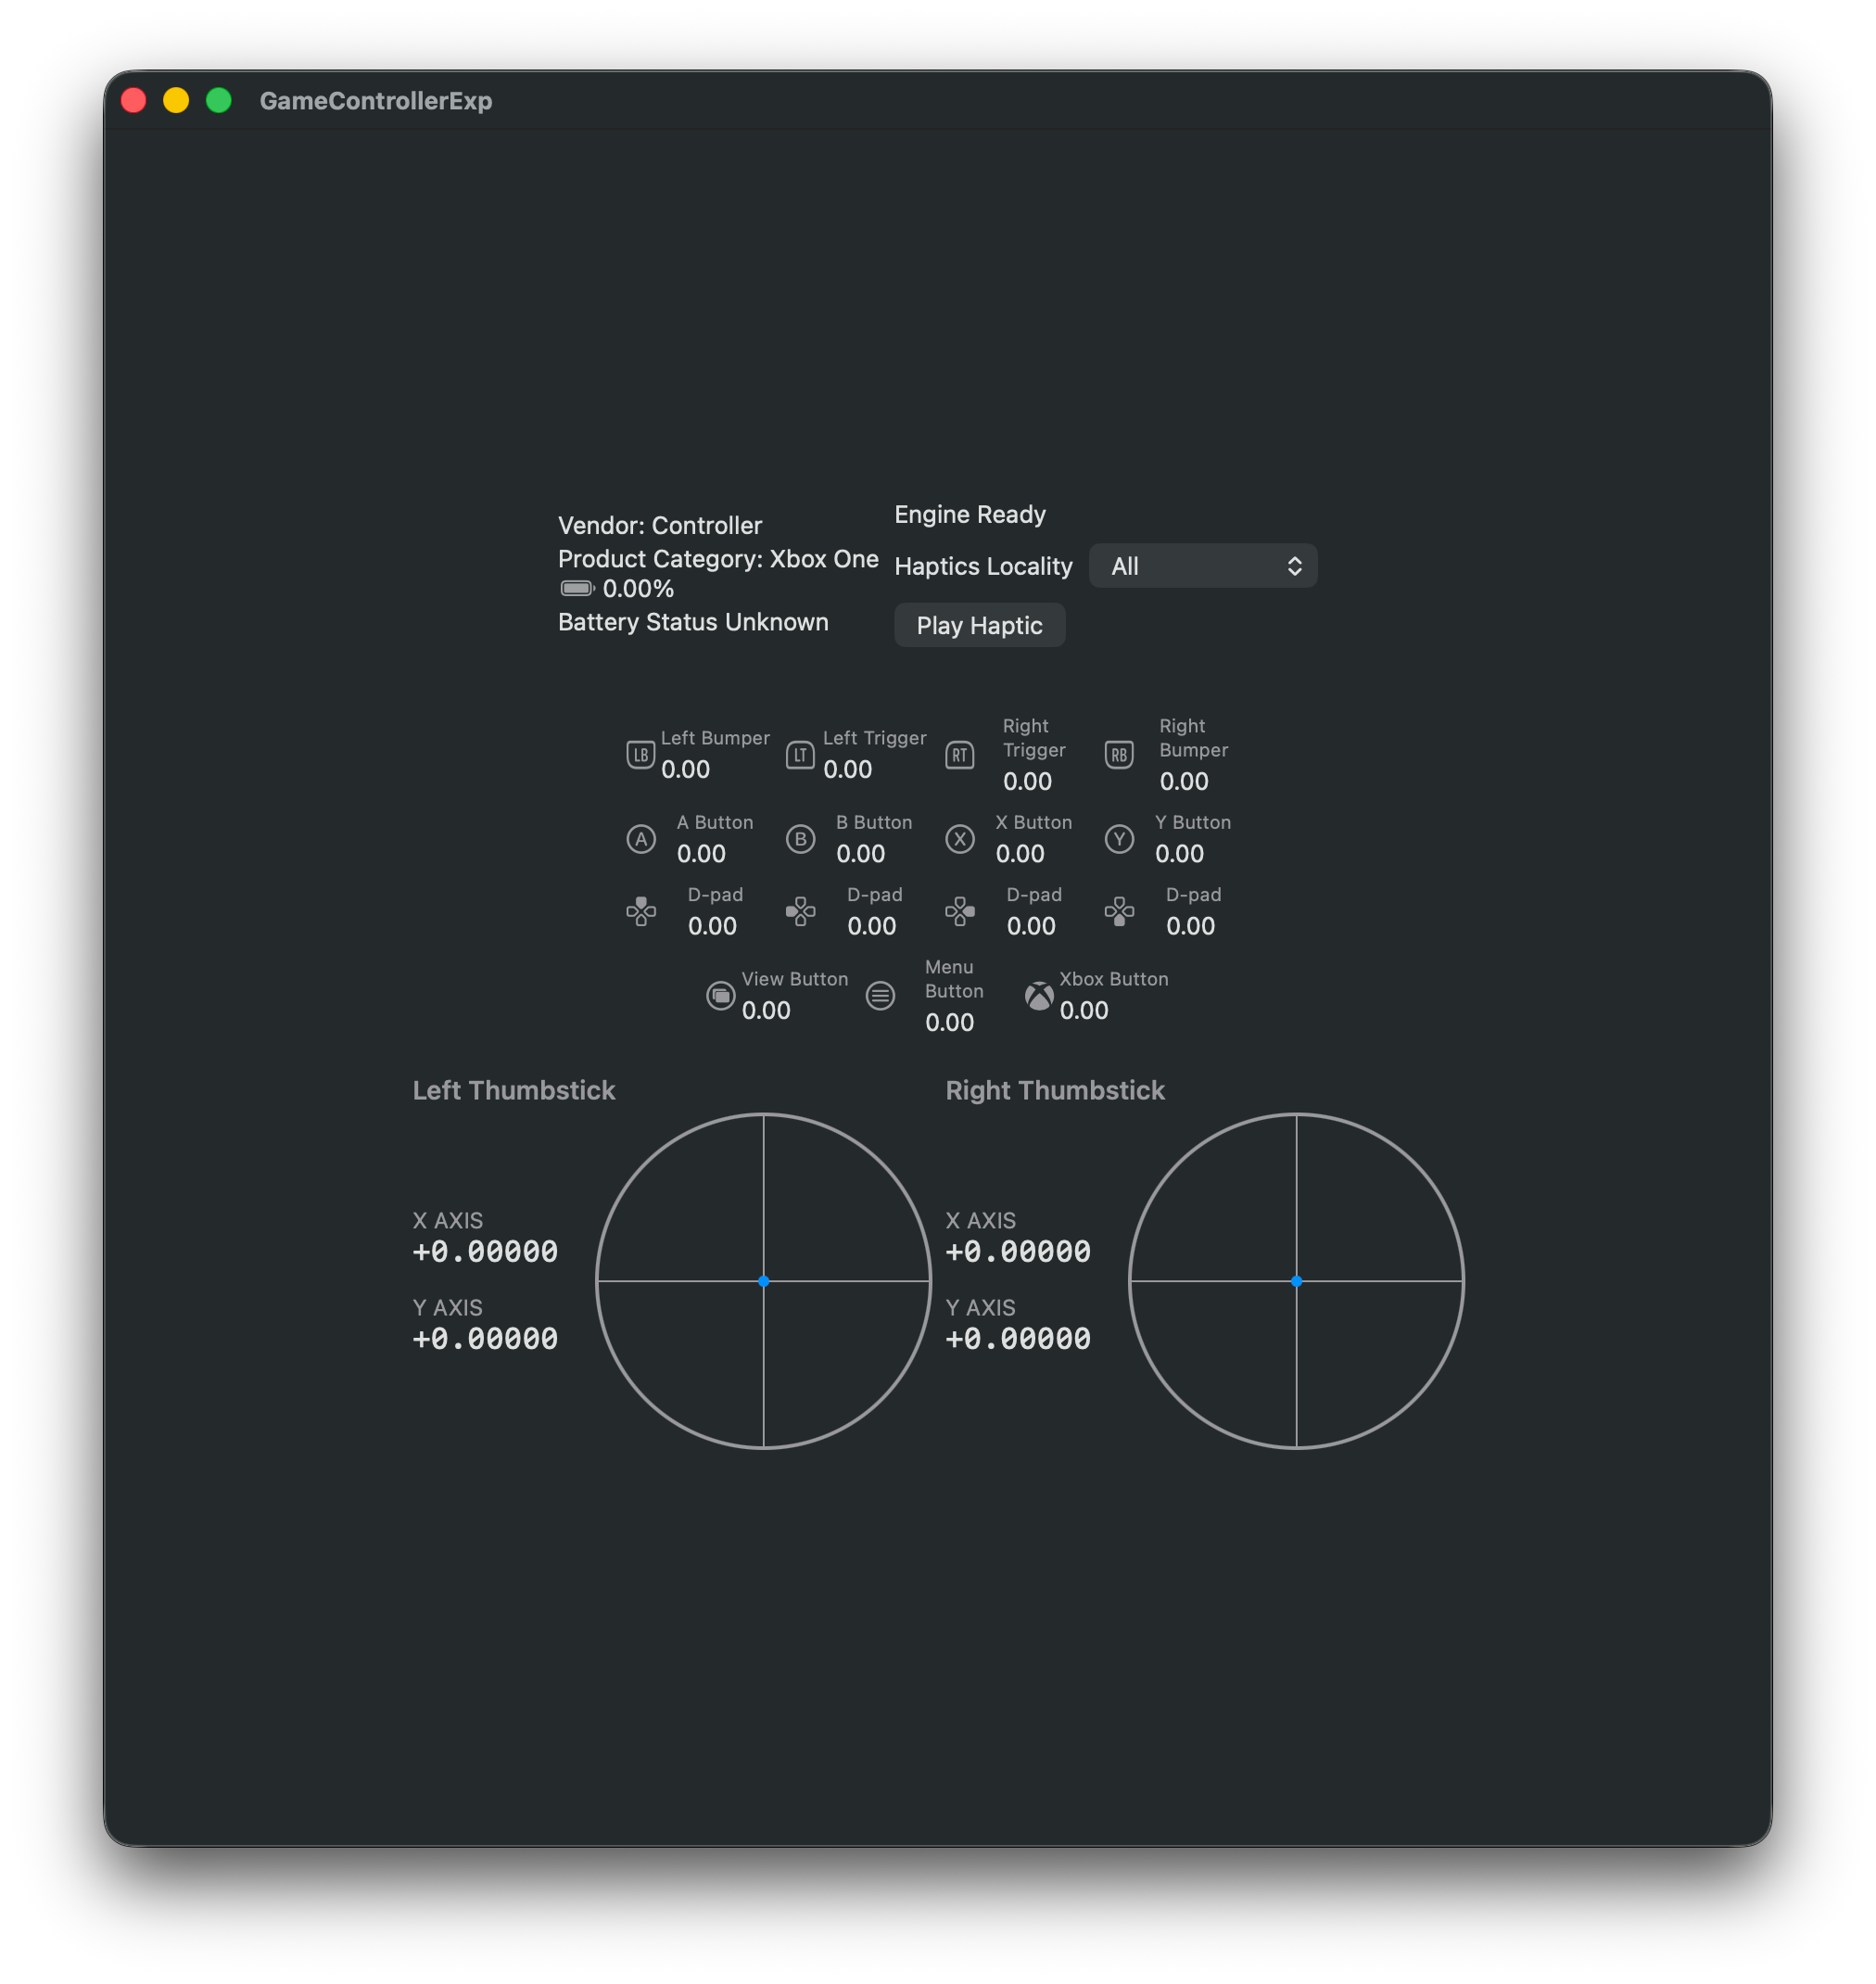 GameControllerExp
Vendor: Controller
Product Category: Xbox One
0.00%
Battery Status Unknown
Engine Ready
Haptics Locality All
Play Haptic
LB Left Bumper
0.00
LT Left Trigger
0.00
RT Right
Trigger
0.00
RB Right
Bumper
0.00
A A Button
0.00
B B Button
0.00
X X Button
0.00
Y Y Button
0.00
D-pad
0.00
D-pad
0.00
D-pad
0.00
D-pad
0.00
View Button
0.00
Menu
Button
0.00
Xbox Button
0.00
Left Thumbstick
X AXIS
+0.00000
Y AXIS
+0.00000
Right Thumbstick
X AXIS
+0.00000
Y AXIS
+0.00000